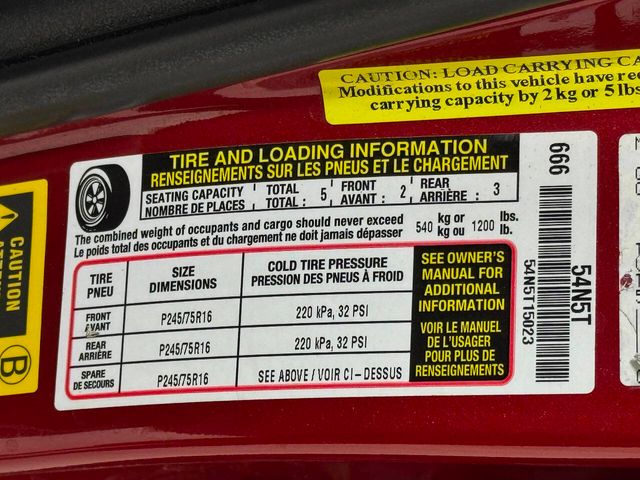 CAUTION: LOAD CARRYING CA
Modifications to this vehicle have red
carrying capacity by 2 kg or 5 lbs
TIRE AND LOADING INFORMATION
RENSEIGNEMENTS SUR LES PNEUS ET LE CHARGEMENT
SEATING CAPACITY TOTAL FRONT REAR
NOMBRE DE PLACES TOTAL : 5 AVANT : 2 ARRIÈRE : 3
The combined weight of occupants and cargo should never exceed
Le poids total des occupants et du chargement ne doit jamais dépasser
540 kg or 1200 lbs.
kg ou lb.
TIRE
PNEU
SIZE
DIMENSIONS
COLD TIRE PRESSURE
PRESSION DES PNEUS À FROID
FRONT
AVANT
P245/75R16
220 kPa, 32 PSI
REAR
ARRIÈRE
P245/75R16
220 kPa, 32 PSI
SPARE
DE SECOURS
P245/75R16
SEE ABOVE / VOIR CI-DESSUS
SEE OWNER'S
MANUAL FOR
ADDITIONAL
INFORMATION
VOIR LE MANUEL
DE L'USAGER
POUR PLUS DE
RENSEIGNEMENTS
666
54N5T
54N5T15023
CAUTION
B